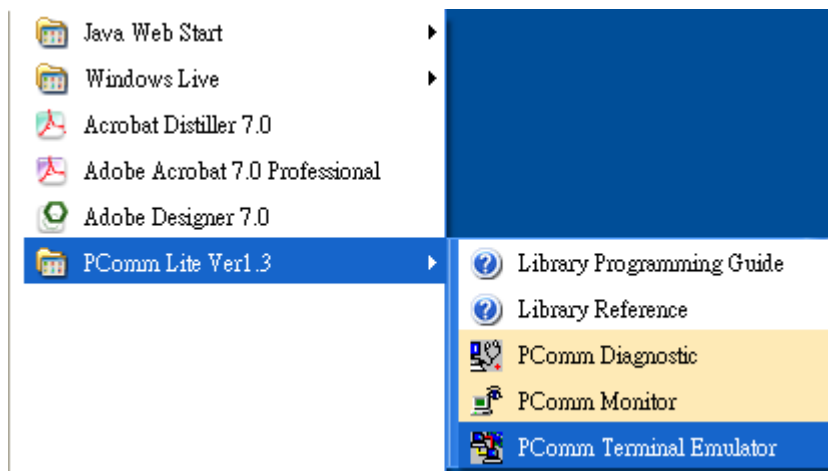 Java Web Start
Windows Live
Acrobat Distiller 7.0
Adobe Acrobat 7.0 Professional
Adobe Designer 7.0
PComm Lite Ver1.3
Library Programming Guide
Library Reference
PComm Diagnostic
PComm Monitor
PComm Terminal Emulator